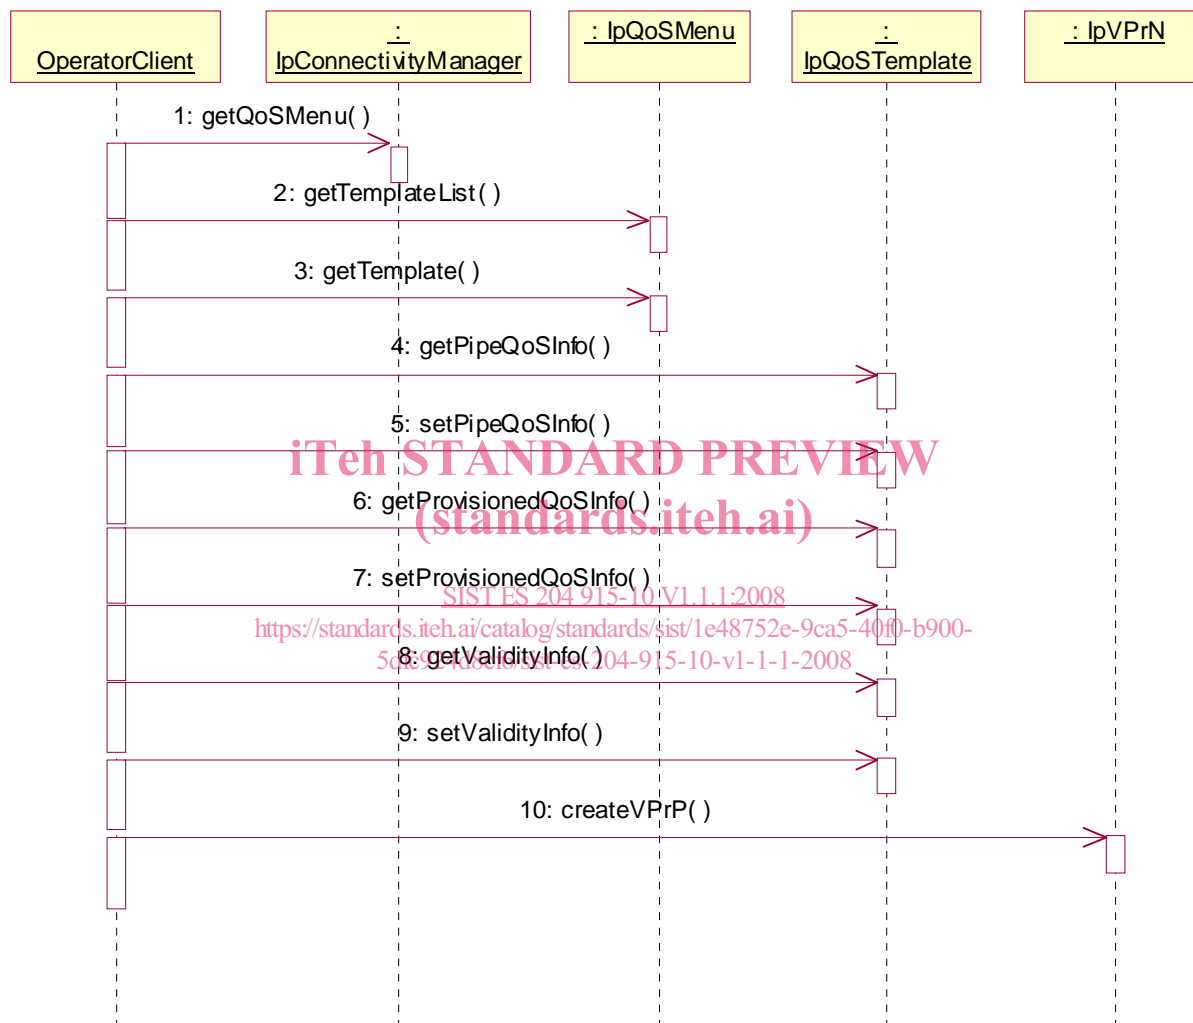 OperatorClient
:
IpConnectivityManager
: IpQoSMenu
:
IpQoSTemplate
: IpVPrN
1: getQoSMenu( )
2: getTemplateList( )
3: getTemplate( )
4: getPipeQoSInfo( )
5: setPipeQoSInfo( )
iTeh STANDARD PREVIEW
6: getProvisionedQoSInfo( )
(standards.iteh.ai)
7: setProvisionedQoSInfo( )
SIST ES 204 915-10 V1.1.1:2008
https://standards.iteh.ai/catalog/standards/sist/1e48752e-9ca5-40f0-b900-
8: getValidityInfo( )
9: setValidityInfo( )
10: createVPrP( )